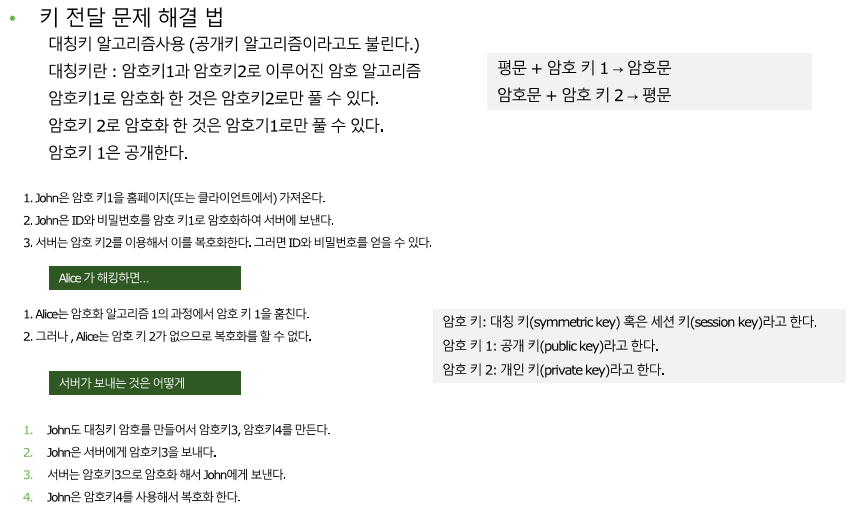 • 키 전달 문제 해결 법
대칭키 알고리즘사용 (공개키 알고리즘이라고도 불린다.)
대칭키란 : 암호키1과 암호키2로 이루어진 암호 알고리즘
암호키1로 암호화 한 것은 암호키2로만 풀 수 있다.
암호키 2로 암호화 한 것은 암호기1로만 풀 수 있다.
암호키 1은 공개한다.
평문 + 암호 키 1 → 암호문
암호문 + 암호 키 2 → 평문
1. John은 암호 키1을 홈페이지(또는 클라이언트에서) 가져온다.
2. John은 ID와 비밀번호를 암호 키1로 암호화하여 서버에 보낸다.
3. 서버는 암호 키2를 이용해서 이를 복호화한다. 그러면 ID와 비밀번호를 얻을 수 있다.
Alice 가 해킹하면...
1. Alice는 암호화 알고리즘 1의 과정에서 암호 키 1을 훔친다.
2. 그러나 , Alice는 암호 키 2가 없으므로 복호화를 할 수 없다.
암호 키: 대칭 키(symmetric key) 혹은 세션 키(session key)라고 한다.
암호 키 1: 공개 키(public key)라고 한다.
암호 키 2: 개인 키(private key)라고 한다.
서버가 보내는 것은 어떻게
1. John도 대칭키 암호를 만들어서 암호키3, 암호키4를 만든다.
2. John은 서버에게 암호키3을 보내다.
3. 서버는 암호키3으로 암호화 해서 John에게 보낸다.
4. John은 암호키4를 사용해서 복호화 한다.